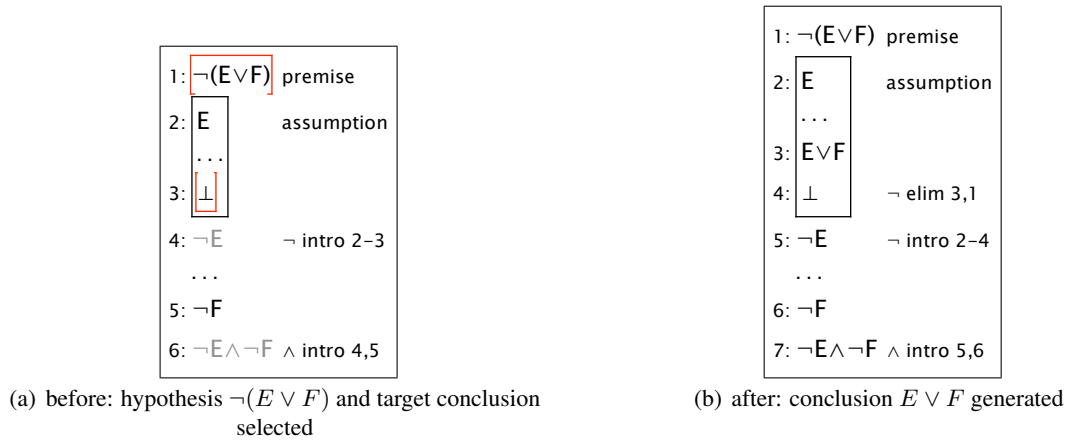 1: ¬(E∨F) premise
2: E assumption
...
3: ⊥
4: ¬E ¬ intro 2–3
...
5: ¬F
6: ¬E∧¬F ∧ intro 4,5
(a) before: hypothesis ¬(E ∨ F) and target conclusion
selected
1: ¬(E∨F) premise
2: E assumption
...
3: E∨F
4: ⊥ ¬ elim 3,1
5: ¬E ¬ intro 2–4
...
6: ¬F
7: ¬E∧¬F ∧ intro 5,6
(b) after: conclusion E ∨ F generated